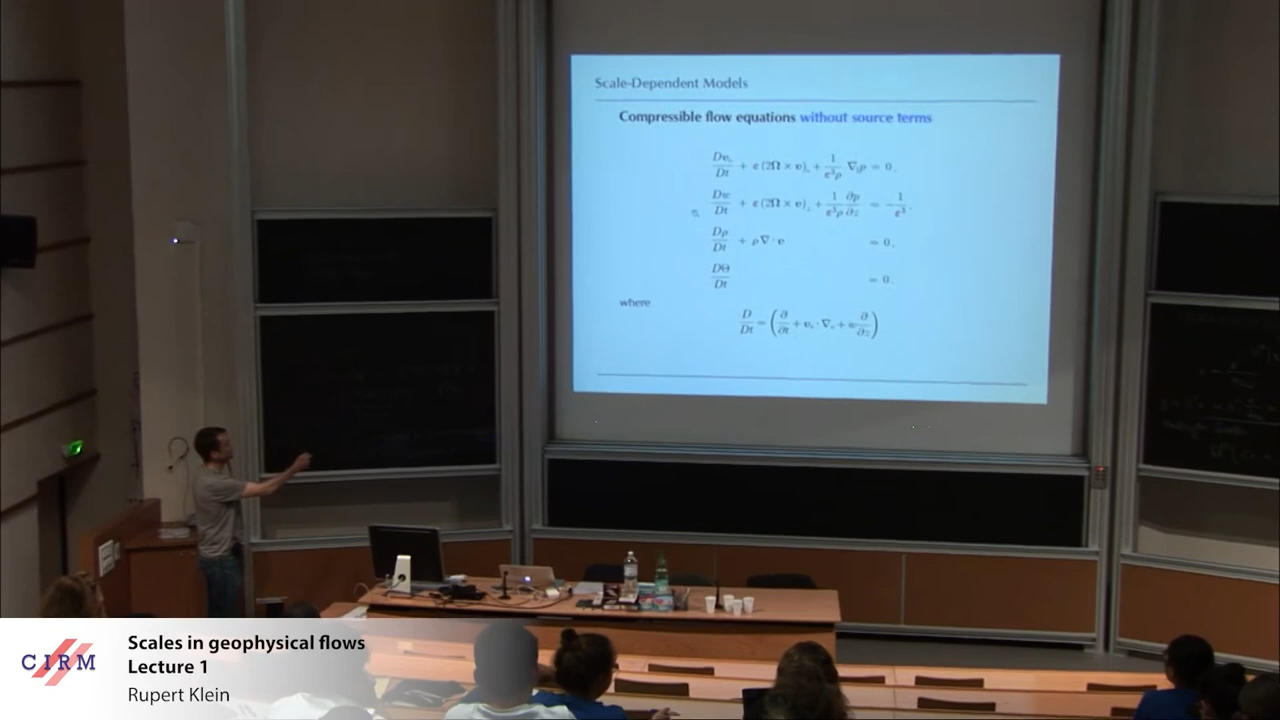 Scale-Dependent Models
Compressible flow equations without source terms
Dv∥/Dt + ε (2Ω × v)∥ + 1/(ε³ρ) ∇∥p = 0,
Dw/Dt + ε (2Ω × v)⊥ + 1/(ε³ρ) ∂p/∂z = −1/ε³,
Dρ/Dt + ρ∇·v = 0,
DΘ/Dt = 0.
where
D/Dt = (∂/∂t + v∥·∇∥ + w ∂/∂z)
CIRM
Scales in geophysical flows
Lecture 1
Rupert Klein